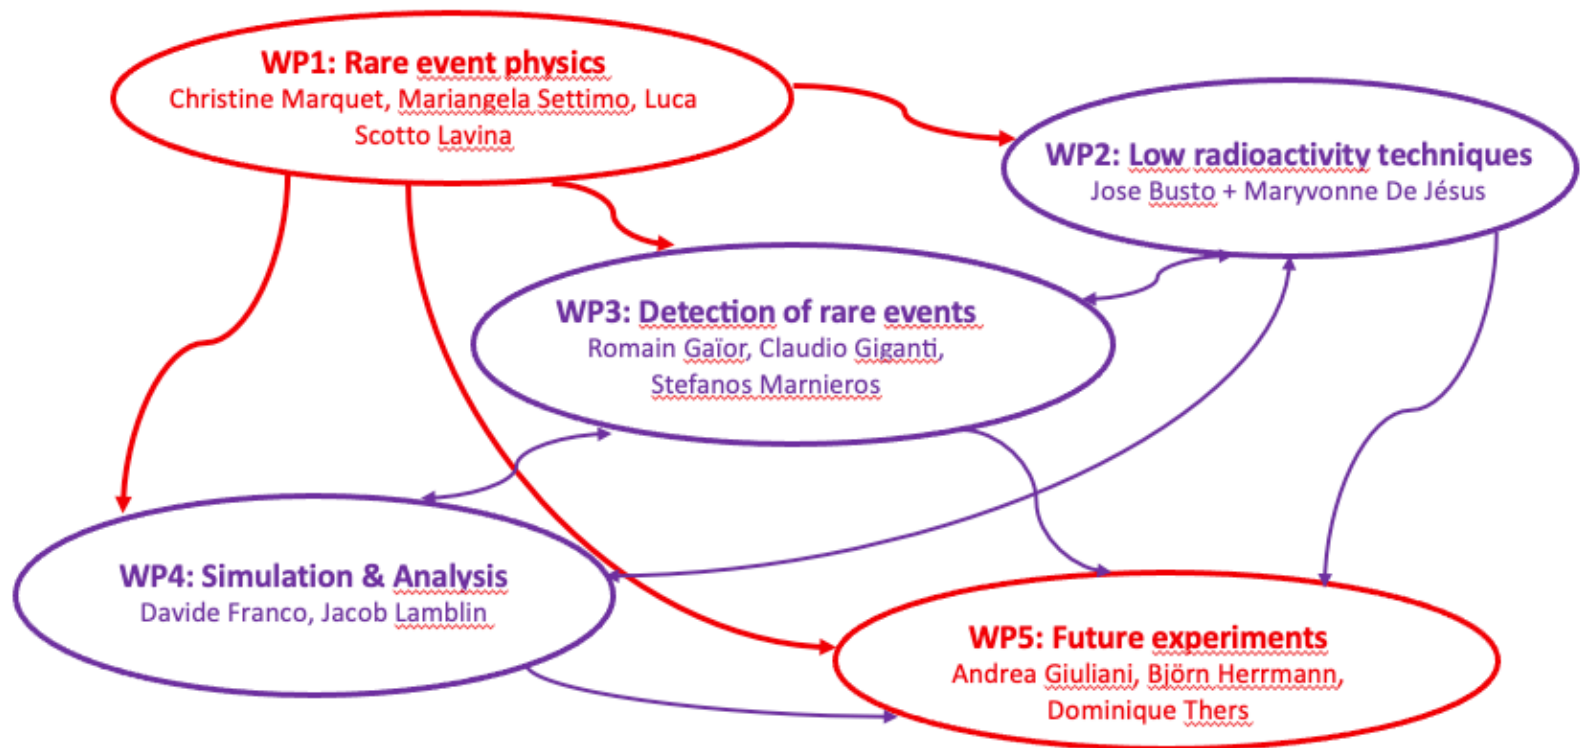 WP1: Rare event physics
Christine Marquet, Mariangela Settimo, Luca
Scotto Lavina
WP2: Low radioactivity techniques
Jose Busto + Maryvonne De Jésus
WP3: Detection of rare events
Romain Gaïor, Claudio Giganti,
Stefanos Marnieros
WP4: Simulation & Analysis
Davide Franco, Jacob Lamblin
WP5: Future experiments
Andrea Giuliani, Björn Herrmann,
Dominique Thers